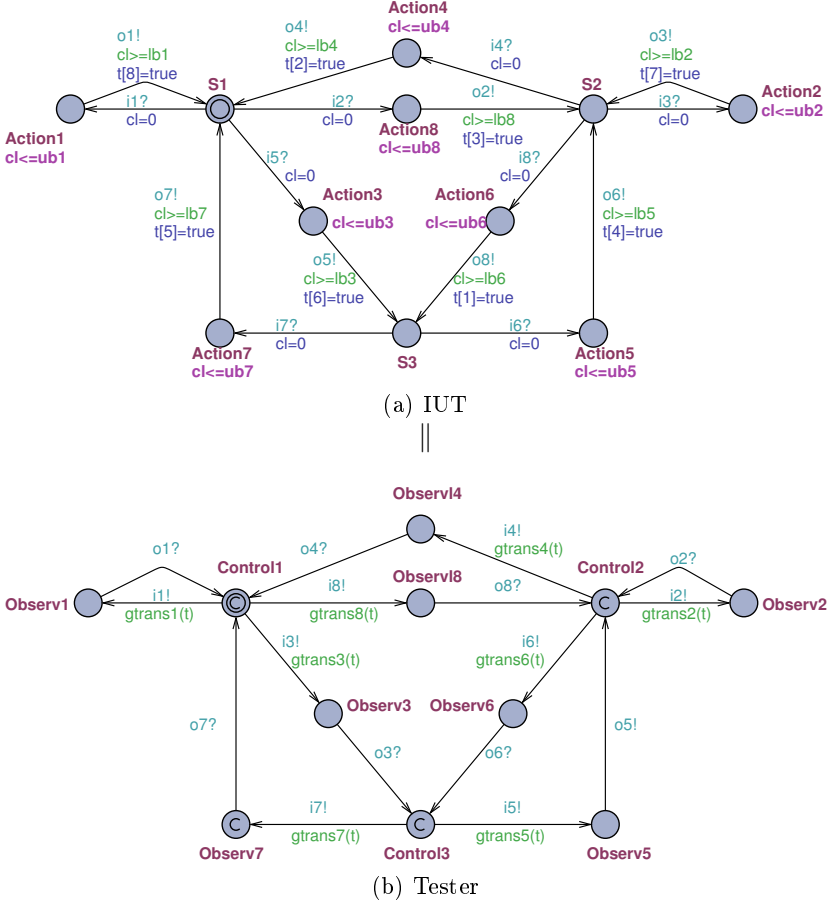 Action4
cl<=ub4
o1!
cl>=lb1
t[8]=true
o4!
cl>=lb4
t[2]=true
i4?
cl=0
o3!
cl>=lb2
t[7]=true
S1
S2
i1?
cl=0
i2?
cl=0
o2!
cl>=lb8
t[3]=true
i3?
cl=0
Action2
cl<=ub2
Action1
cl<=ub1
Action8
cl<=ub8
i5?
cl=0
i8?
cl=0
o7!
cl>=lb7
t[5]=true
Action3
cl<=ub3
Action6
cl<=ub6
o6!
cl>=lb5
t[4]=true
o5!
cl>=lb3
t[6]=true
o8!
cl>=lb6
t[1]=true
i7?
cl=0
i6?
cl=0
Action7
cl<=ub7
S3
Action5
cl<=ub5
(a) IUT
||
Observl4
o1?
o4?
i4!
gtrans4(t)
o2?
Control1
Observl8
Control2
Observ1
i1!
gtrans1(t)
C
i8!
gtrans8(t)
o8?
C
i2!
gtrans2(t)
Observ2
i3!
gtrans3(t)
i6!
gtrans6(t)
Observ3
Observ6
o7?
o3?
o6?
o5!
C
i7!
gtrans7(t)
C
i5!
gtrans5(t)
Observ7
Control3
Observ5
(b) Tester